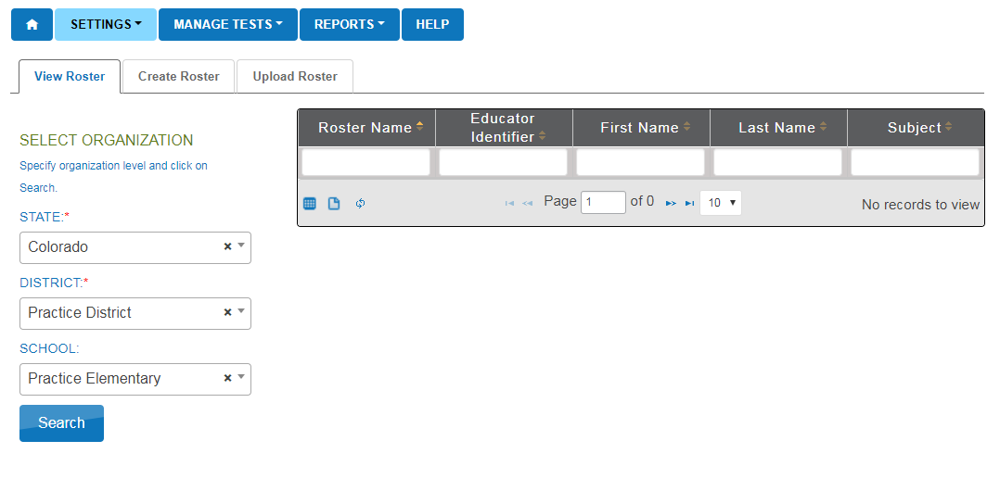 SETTINGS
MANAGE TESTS
REPORTS
HELP
View Roster
Create Roster
Upload Roster
SELECT ORGANIZATION
Specify organization level and click on
Search.
STATE:*
Colorado
DISTRICT:*
Practice District
SCHOOL:
Practice Elementary
Search
Roster Name
Educator
Identifier
First Name
Last Name
Subject
Page 1 of 0
10
No records to view